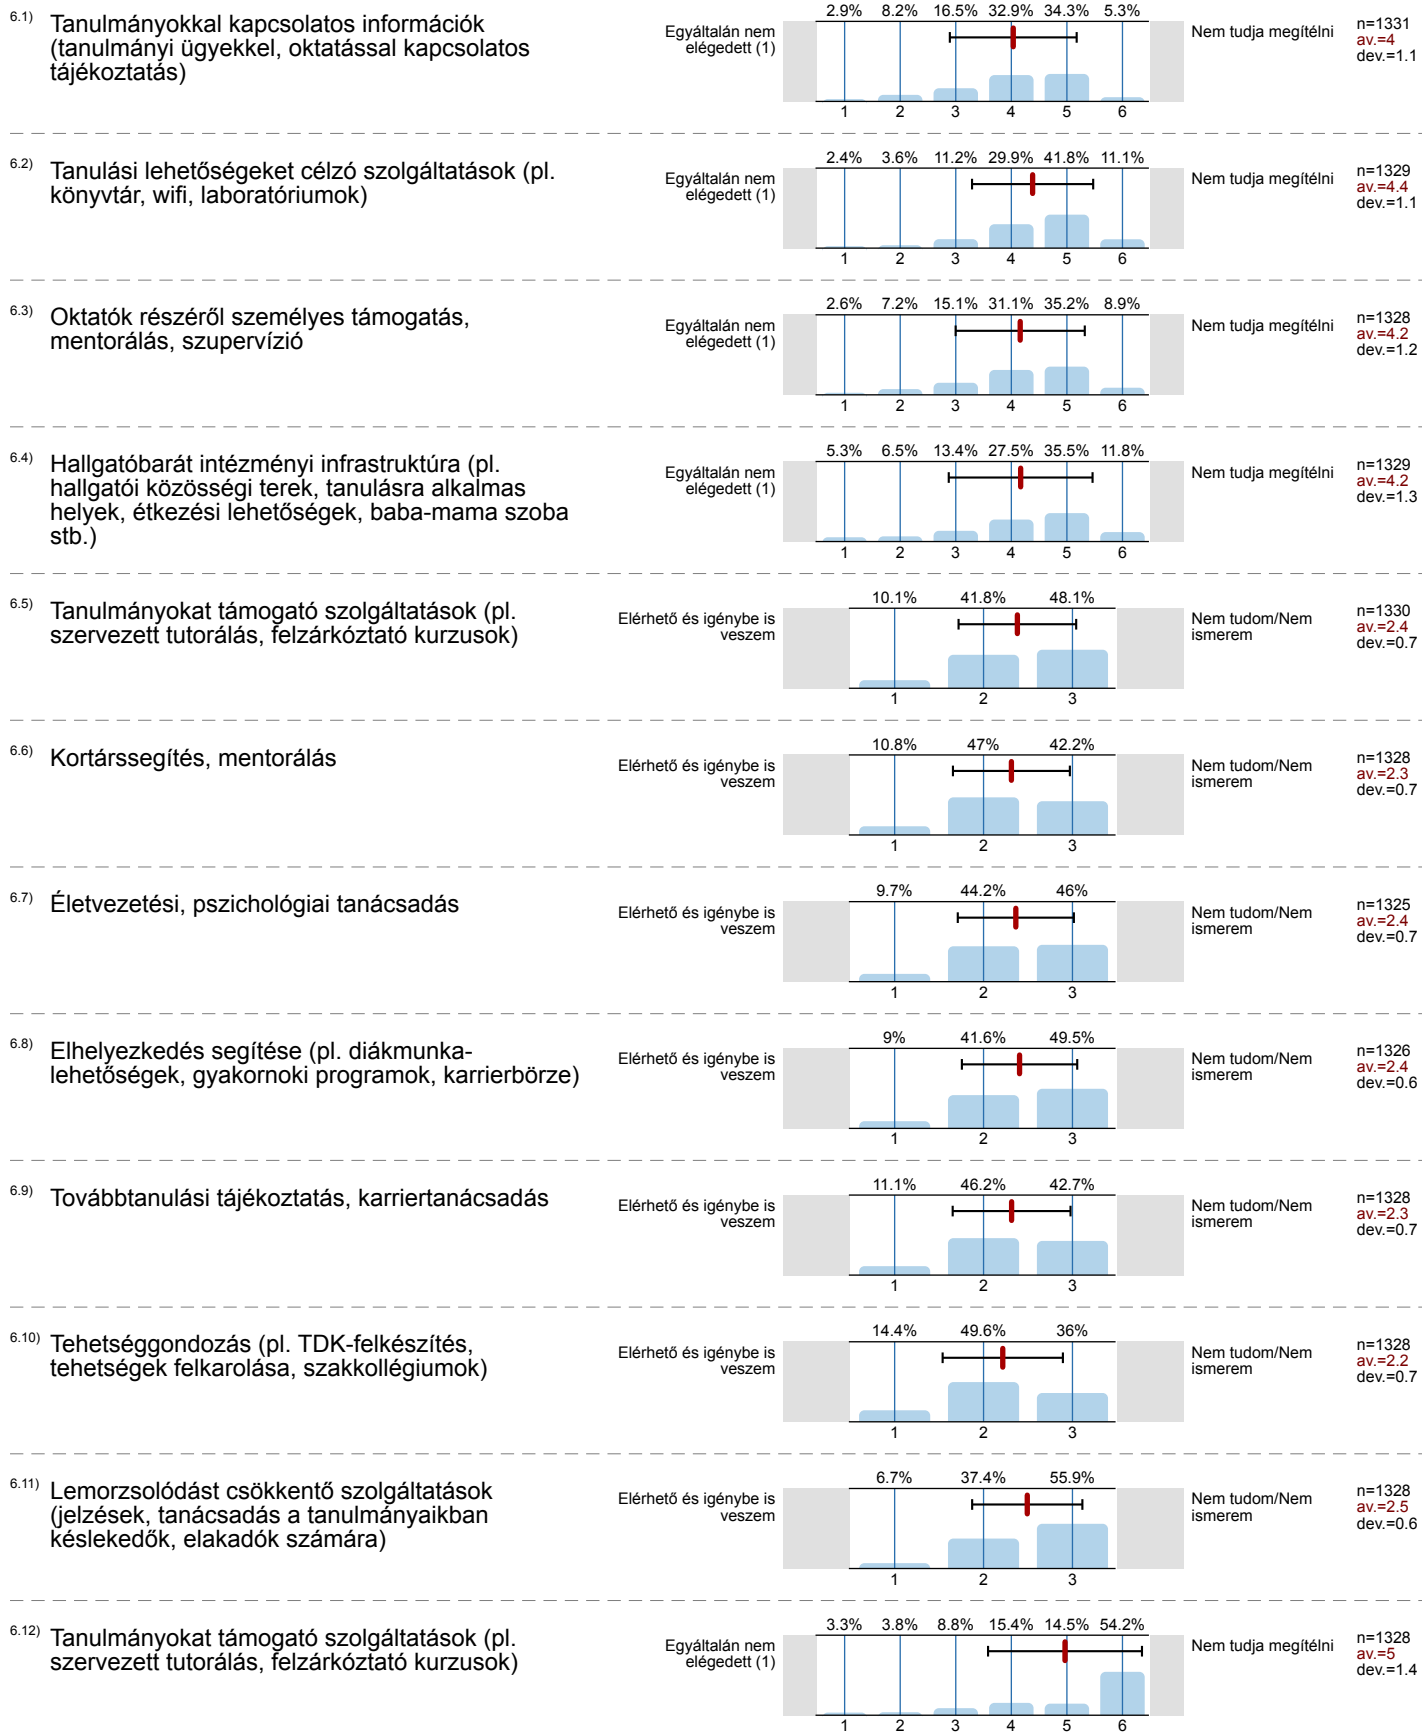 6.1) Tanulmányokkal kapcsolatos információk
(tanulmányi ügyekkel, oktatással kapcsolatos
tájékoztatás)
Egyáltalán nem
elégedett (1)
2.9% 8.2% 16.5% 32.9% 34.3% 5.3%
1 2 3 4 5 6
Nem tudja megítélni
n=1331
av.=4
dev.=1.1
6.2) Tanulási lehetőségeket célzó szolgáltatások (pl.
könyvtár, wifi, laboratóriumok)
Egyáltalán nem
elégedett (1)
2.4% 3.6% 11.2% 29.9% 41.8% 11.1%
1 2 3 4 5 6
Nem tudja megítélni
n=1329
av.=4.4
dev.=1.1
6.3) Oktatók részéről személyes támogatás,
mentorálás, szupervízió
Egyáltalán nem
elégedett (1)
2.6% 7.2% 15.1% 31.1% 35.2% 8.9%
1 2 3 4 5 6
Nem tudja megítélni
n=1328
av.=4.2
dev.=1.2
6.4) Hallgatóbarát intézményi infrastruktúra (pl.
hallgatói közösségi terek, tanulásra alkalmas
helyek, étkezési lehetőségek, baba-mama szoba
stb.)
Egyáltalán nem
elégedett (1)
5.3% 6.5% 13.4% 27.5% 35.5% 11.8%
1 2 3 4 5 6
Nem tudja megítélni
n=1329
av.=4.2
dev.=1.3
6.5) Tanulmányokat támogató szolgáltatások (pl.
szervezett tutorálás, felzárkóztató kurzusok)
Elérhető és igénybe is
veszem
10.1% 41.8% 48.1%
1 2 3
Nem tudom/Nem
ismerem
n=1330
av.=2.4
dev.=0.7
6.6) Kortárssegítés, mentorálás
Elérhető és igénybe is
veszem
10.8% 47% 42.2%
1 2 3
Nem tudom/Nem
ismerem
n=1328
av.=2.3
dev.=0.7
6.7) Életvezetési, pszichológiai tanácsadás
Elérhető és igénybe is
veszem
9.7% 44.2% 46%
1 2 3
Nem tudom/Nem
ismerem
n=1325
av.=2.4
dev.=0.7
6.8) Elhelyezkedés segítése (pl. diákmunka-
lehetőségek, gyakornoki programok, karrierbörze)
Elérhető és igénybe is
veszem
9% 41.6% 49.5%
1 2 3
Nem tudom/Nem
ismerem
n=1326
av.=2.4
dev.=0.6
6.9) Továbbtanulási tájékoztatás, karriertanácsadás
Elérhető és igénybe is
veszem
11.1% 46.2% 42.7%
1 2 3
Nem tudom/Nem
ismerem
n=1328
av.=2.3
dev.=0.7
6.10) Tehetséggondozás (pl. TDK-felkészítés,
tehetségek felkarolása, szakkollégiumok)
Elérhető és igénybe is
veszem
14.4% 49.6% 36%
1 2 3
Nem tudom/Nem
ismerem
n=1328
av.=2.2
dev.=0.7
6.11) Lemorzsolódást csökkentő szolgáltatások
(jelzések, tanácsadás a tanulmányaikban
késlekedők, elakadók számára)
Elérhető és igénybe is
veszem
6.7% 37.4% 55.9%
1 2 3
Nem tudom/Nem
ismerem
n=1328
av.=2.5
dev.=0.6
6.12) Tanulmányokat támogató szolgáltatások (pl.
szervezett tutorálás, felzárkóztató kurzusok)
Egyáltalán nem
elégedett (1)
3.3% 3.8% 8.8% 15.4% 14.5% 54.2%
1 2 3 4 5 6
Nem tudja megítélni
n=1328
av.=5
dev.=1.4